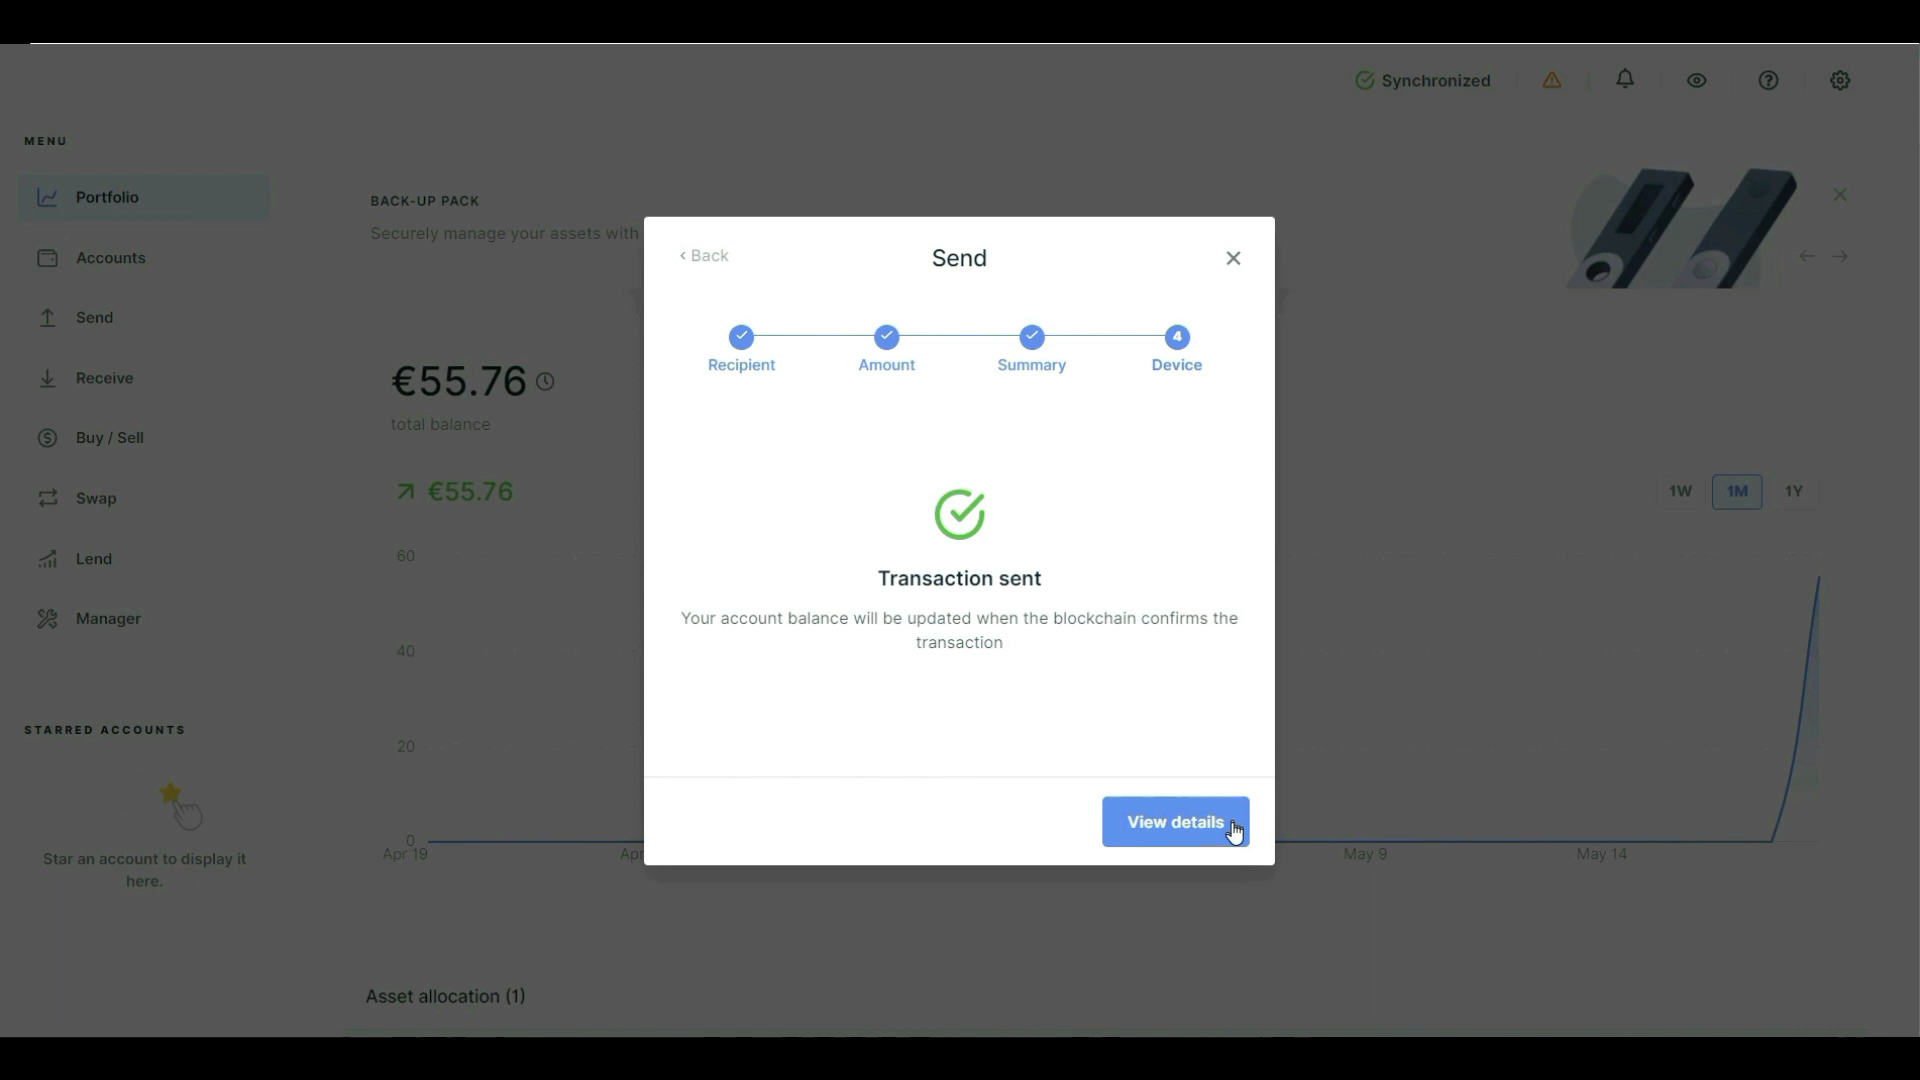 Synchronized
MENU
Portfolio
Accounts
Send
Receive
Buy / Sell
Swap
Lend
Manager
STARRED ACCOUNTS
Star an account to display it
here.
BACK-UP PACK
Securely manage your assets with
€55.76
total balance
€55.76
1W 1M 1Y
60
40
20
0
Apr 19
Apr
May 9
May 14
Asset allocation (1)
‹ Back
Send
Recipient
Amount
Summary
4
Device
Transaction sent
Your account balance will be updated when the blockchain confirms the
transaction
View details